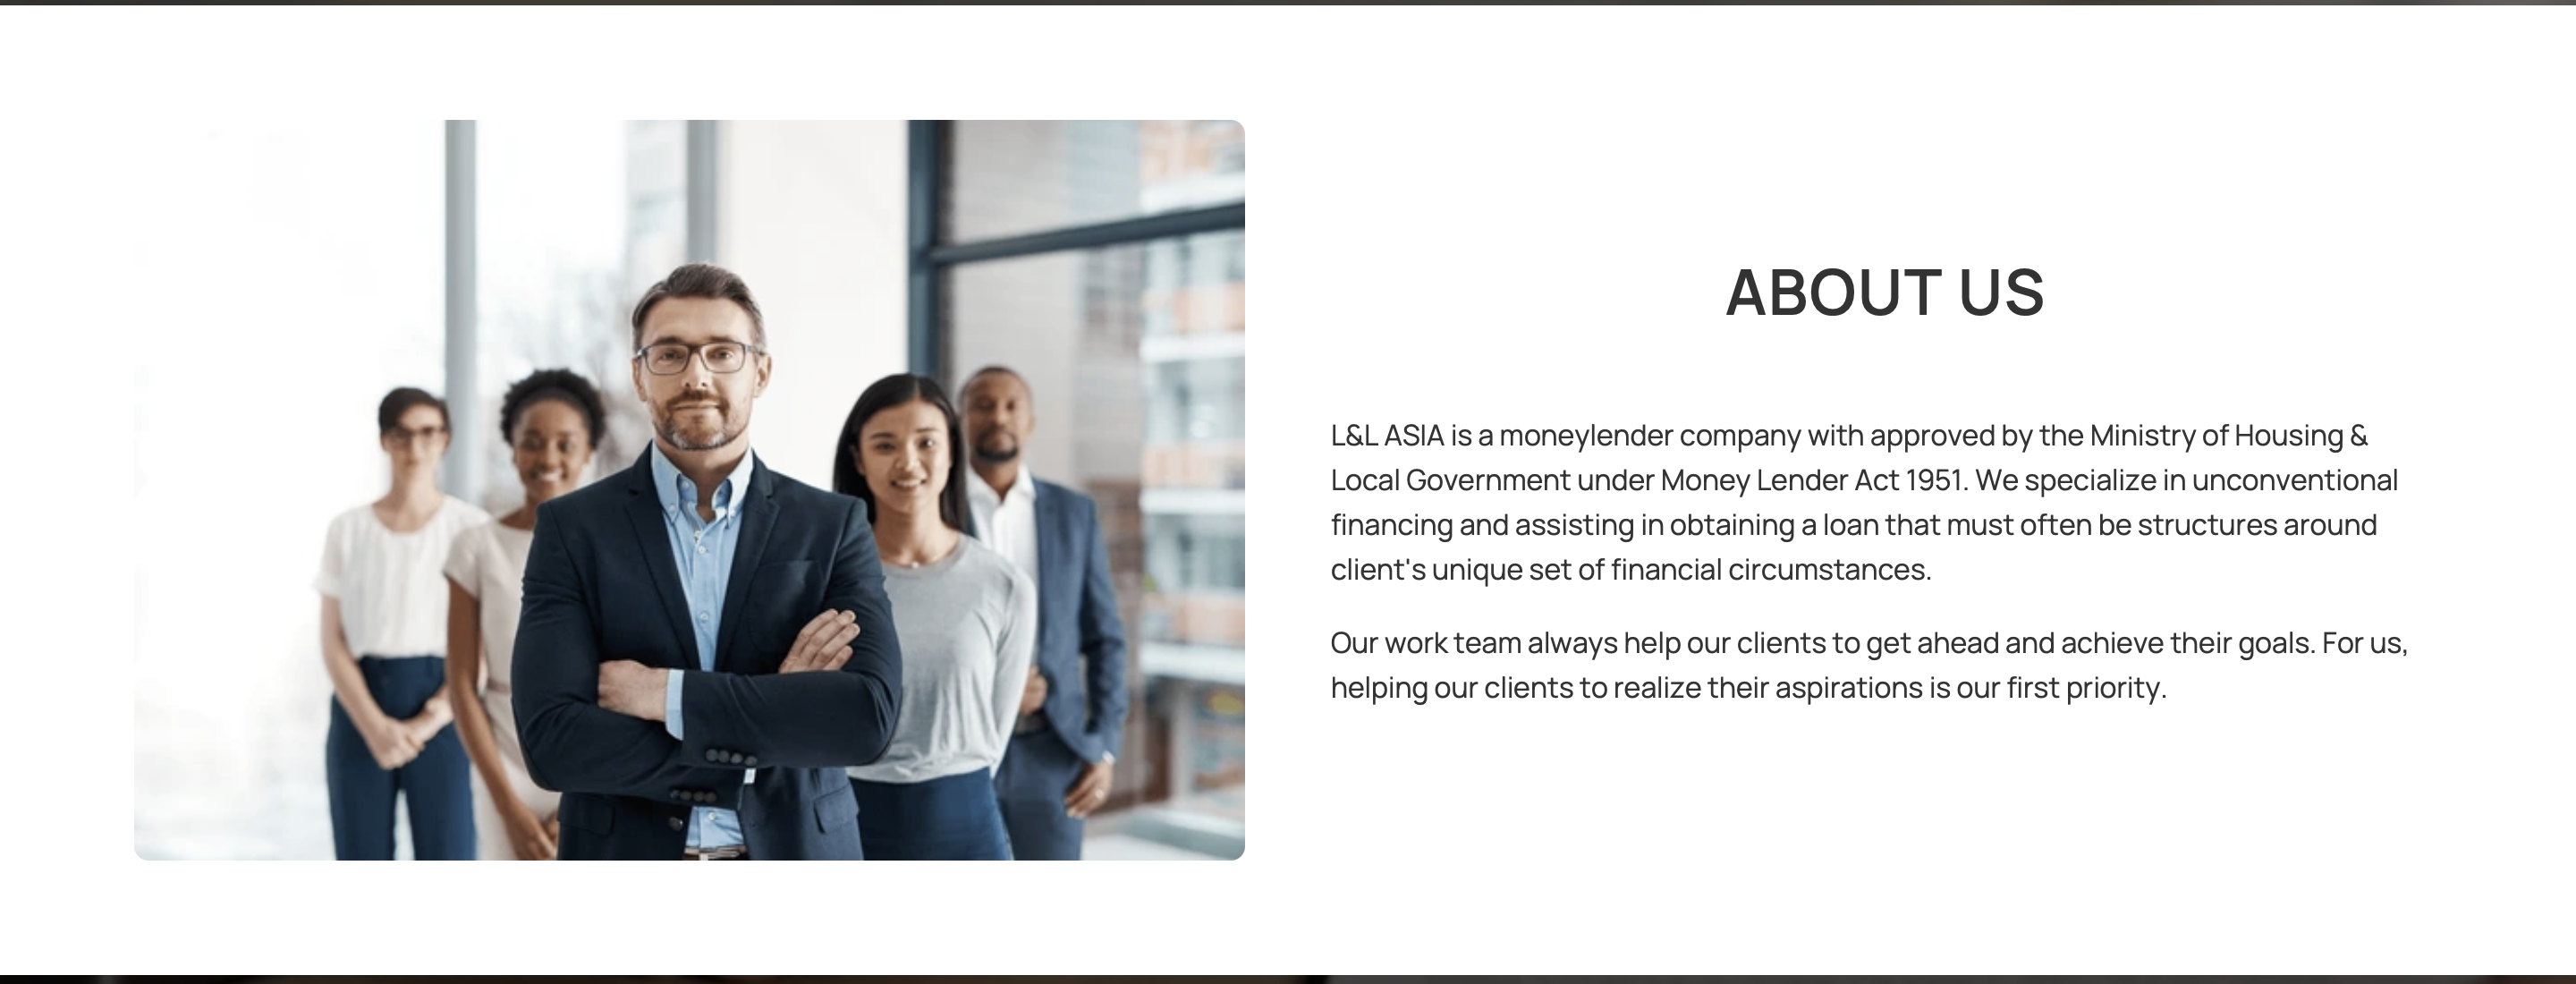 ABOUT US
L&L ASIA is a moneylender company with approved by the Ministry of Housing &
Local Government under Money Lender Act 1951. We specialize in unconventional
financing and assisting in obtaining a loan that must often be structures around
client's unique set of financial circumstances.
Our work team always help our clients to get ahead and achieve their goals. For us,
helping our clients to realize their aspirations is our first priority.